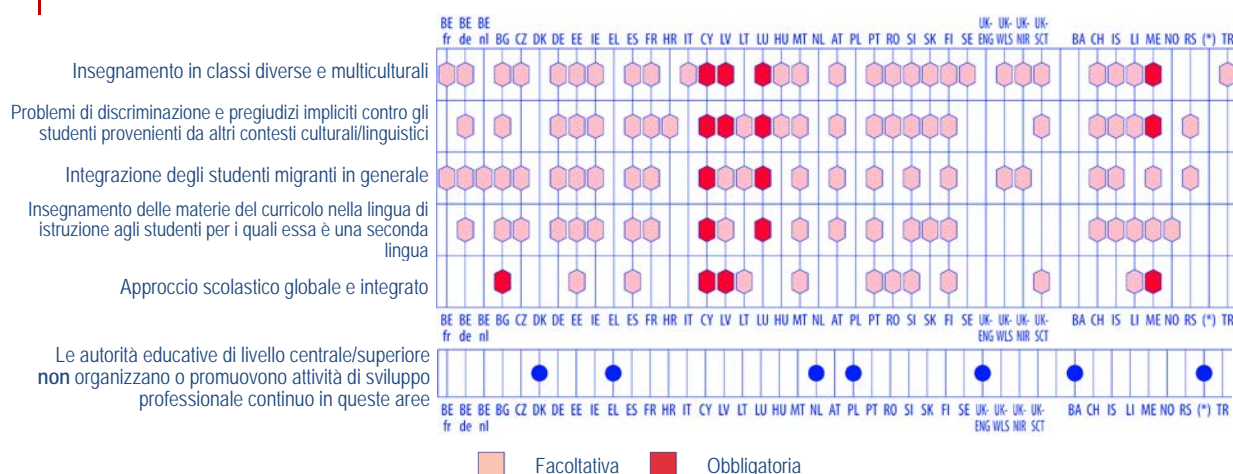 BE BE BE UK- UK- UK- UK-
fr de nl BG CZ DK DE EE IE EL ES FR HR IT CY LV LT LU HU MT NL AT PL PT RO SI SK FI SE ENG WLS NIR SCT BA CH IS LI ME NO RS (*) TR
Insegnamento in classi diverse e multiculturali
Problemi di discriminazione e pregiudizi impliciti contro gli
studenti provenienti da altri contesti culturali/linguistici
Integrazione degli studenti migranti in generale
Insegnamento delle materie del curricolo nella lingua di
istruzione agli studenti per i quali essa è una seconda
lingua
Approccio scolastico globale e integrato
BE BE BE BG CZ DK DE EE IE EL ES FR HR IT CY LV LT LU HU MT NL AT PL PT RO SI SK FI SE UK- UK- UK- UK- BA CH IS LI ME NO RS (*) TR
fr de nl ENG WLS NIR SCT
Le autorità educative di livello centrale/superiore
non organizzano o promuovono attività di sviluppo
professionale continuo in queste aree
BE BE BE BG CZ DK DE EE IE EL ES FR HR IT CY LV LT LU HU MT NL AT PL PT RO SI SK FI SE UK- UK- UK- UK- BA CH IS LI ME NO RS (*) TR
fr de nl ENG WLS NIR SCT
Facoltativa Obbligatoria